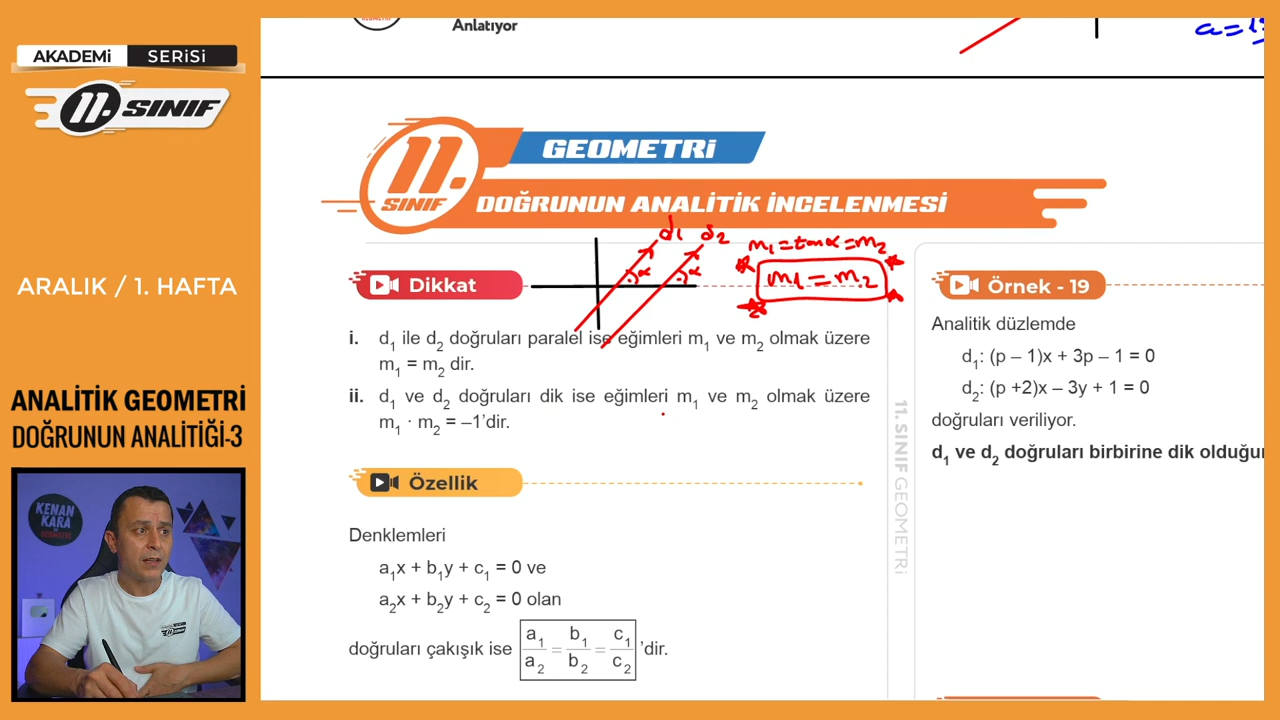 Anlatıyor
a=15
AKADEMİ SERİSİ
11. SINIF
ARALIK / 1. HAFTA
ANALİTİK GEOMETRİ
DOĞRUNUN ANALİTİĞİ-3
KENAN
KARA
GEOMETRİ
11.
SINIF
11.
SINIF
GEOMETRİ
DOĞRUNUN ANALİTİK İNCELENMESİ
d₁ d₂
α α
m₁ = tanα = m₂
m₁ = m₂
Dikkat
i. d₁ ile d₂ doğruları paralel ise eğimleri m₁ ve m₂ olmak üzere
m₁ = m₂ dir.
ii. d₁ ve d₂ doğruları dik ise eğimleri m₁ ve m₂ olmak üzere
m₁ · m₂ = –1'dir.
Özellik
Denklemleri
a₁x + b₁y + c₁ = 0 ve
a₂x + b₂y + c₂ = 0 olan
doğruları çakışık ise a₁/a₂ = b₁/b₂ = c₁/c₂ 'dir.
11. SINIF GEOMETRİ
Örnek - 19
Analitik düzlemde
d₁: (p – 1)x + 3p – 1 = 0
d₂: (p +2)x – 3y + 1 = 0
doğruları veriliyor.
d₁ ve d₂ doğruları birbirine dik olduğu